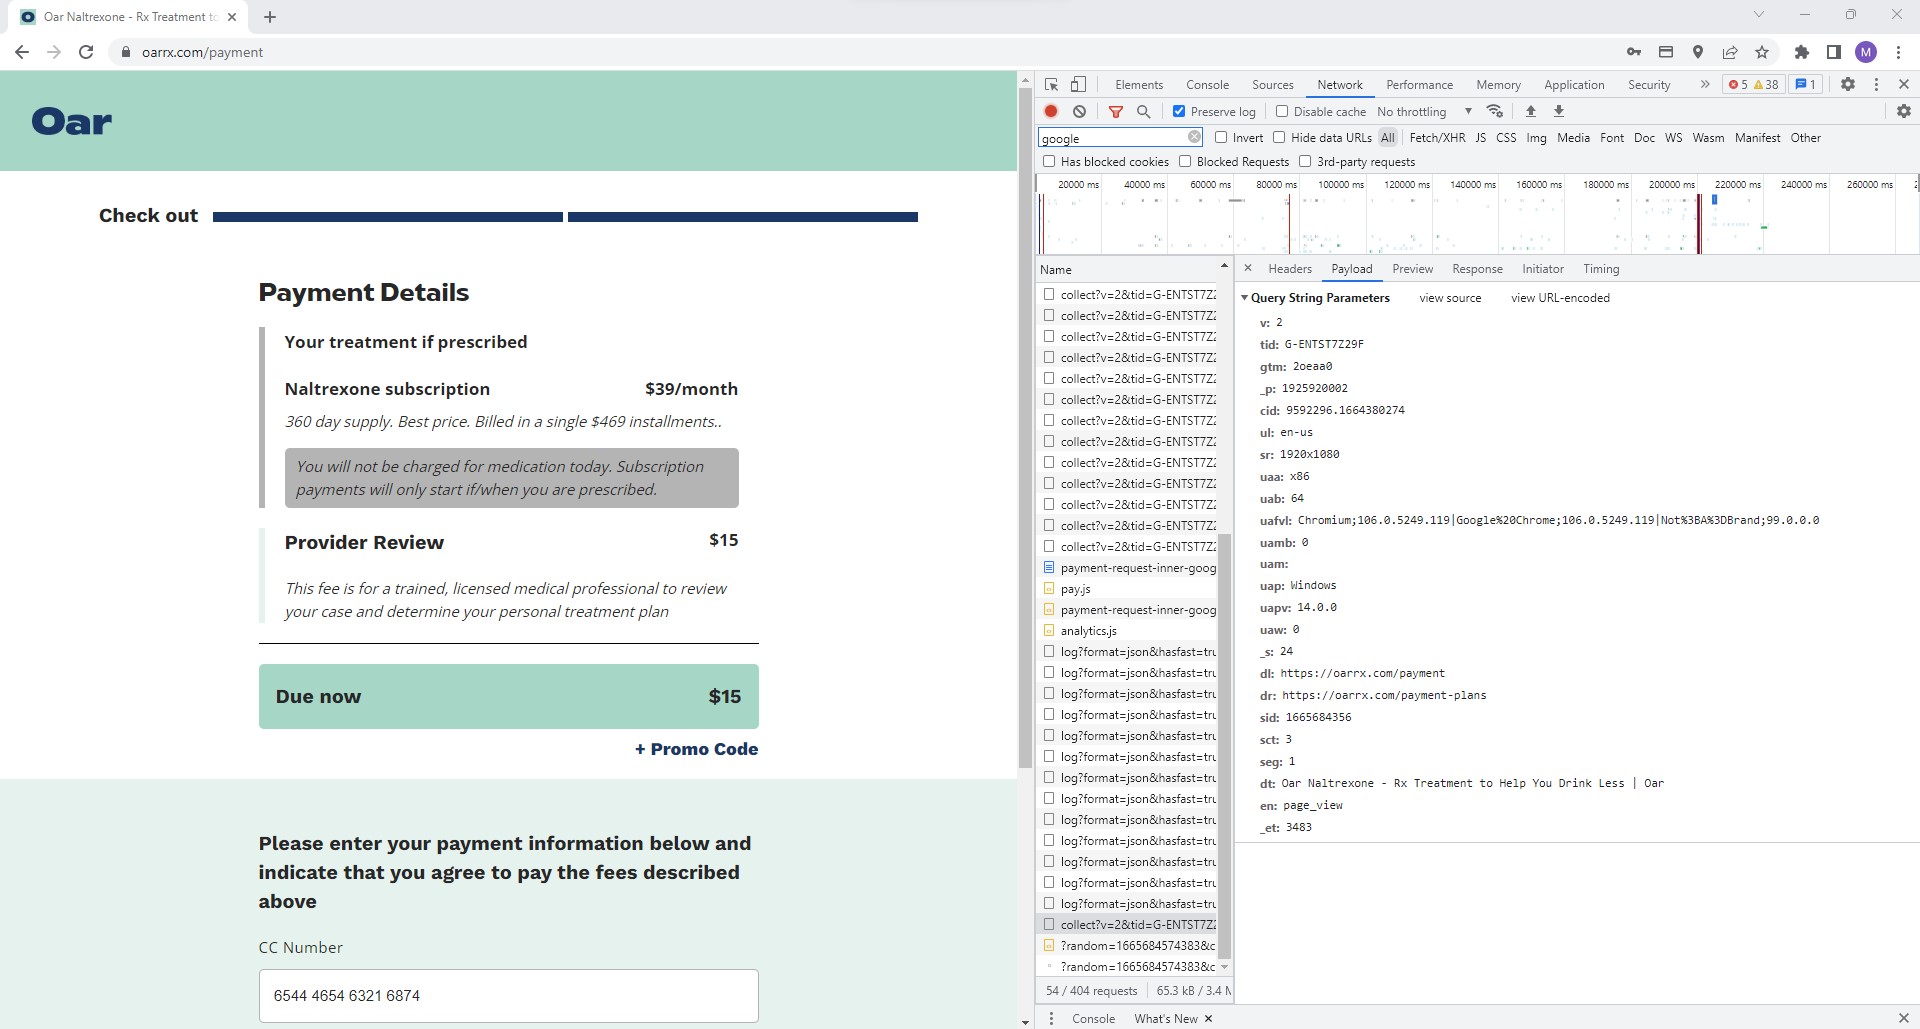 Oar Naltrexone - Rx Treatment to
oarrx.com/payment
M
Oar
Check out
Payment Details
Your treatment if prescribed
Naltrexone subscription $39/month
360 day supply. Best price. Billed in a single $469 installments..
You will not be charged for medication today. Subscription
payments will only start if/when you are prescribed.
Provider Review $15
This fee is for a trained, licensed medical professional to review
your case and determine your personal treatment plan
Due now $15
+ Promo Code
Please enter your payment information below and
indicate that you agree to pay the fees described
above
CC Number
6544 4654 6321 6874
Elements Console Sources Network Performance Memory Application Security » 5 38 1
Preserve log Disable cache No throttling
google Invert Hide data URLs All Fetch/XHR JS CSS Img Media Font Doc WS Wasm Manifest Other
Has blocked cookies Blocked Requests 3rd-party requests
20000 ms 40000 ms 60000 ms 80000 ms 100000 ms 120000 ms 140000 ms 160000 ms 180000 ms 200000 ms 220000 ms 240000 ms 260000 ms
Name
collect?v=2&tid=G-ENTST7Z2
collect?v=2&tid=G-ENTST7Z2
collect?v=2&tid=G-ENTST7Z2
collect?v=2&tid=G-ENTST7Z2
collect?v=2&tid=G-ENTST7Z2
collect?v=2&tid=G-ENTST7Z2
collect?v=2&tid=G-ENTST7Z2
collect?v=2&tid=G-ENTST7Z2
collect?v=2&tid=G-ENTST7Z2
collect?v=2&tid=G-ENTST7Z2
collect?v=2&tid=G-ENTST7Z2
collect?v=2&tid=G-ENTST7Z2
collect?v=2&tid=G-ENTST7Z2
payment-request-inner-goog
pay.js
payment-request-inner-goog
analytics.js
log?format=json&hasfast=tru
log?format=json&hasfast=tru
log?format=json&hasfast=tru
log?format=json&hasfast=tru
log?format=json&hasfast=tru
log?format=json&hasfast=tru
log?format=json&hasfast=tru
log?format=json&hasfast=tru
log?format=json&hasfast=tru
log?format=json&hasfast=tru
log?format=json&hasfast=tru
log?format=json&hasfast=tru
log?format=json&hasfast=tru
collect?v=2&tid=G-ENTST7Z2
?random=1665684574383&c
?random=1665684574383&c
54 / 404 requests 65.3 kB / 3.4 M
Headers Payload Preview Response Initiator Timing
Query String Parameters view source view URL-encoded
v: 2
tid: G-ENTST7Z29F
gtm: 2oeaa0
_p: 1925920002
cid: 9592296.1664380274
ul: en-us
sr: 1920x1080
uaa: x86
uab: 64
uafvl: Chromium;106.0.5249.119|Google%20Chrome;106.0.5249.119|Not%3BA%3DBrand;99.0.0.0
uamb: 0
uam:
uap: Windows
uapv: 14.0.0
uaw: 0
_s: 24
dl: https://oarrx.com/payment
dr: https://oarrx.com/payment-plans
sid: 1665684356
sct: 3
seg: 1
dt: Oar Naltrexone - Rx Treatment to Help You Drink Less | Oar
en: page_view
_et: 3483
Console What's New